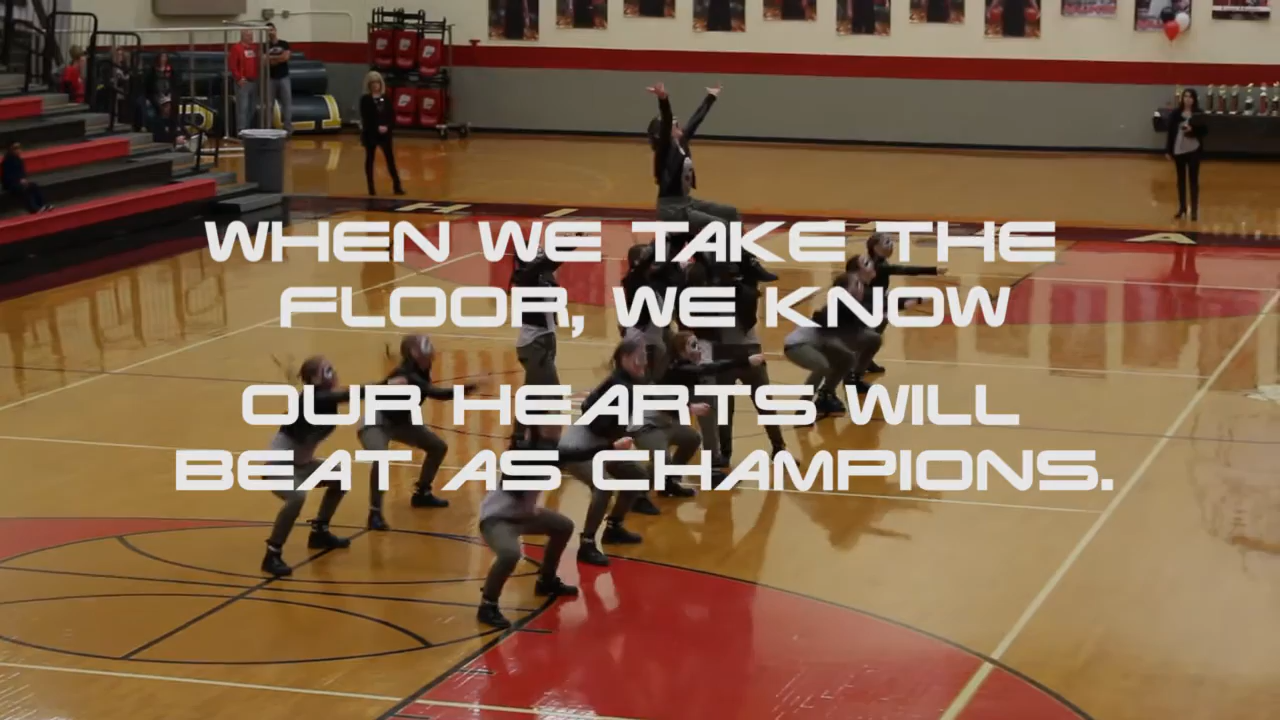 WHEN WE TAKE THE
FLOOR, WE KNOW
OUR HEARTS WILL
BEAT AS CHAMPIONS.